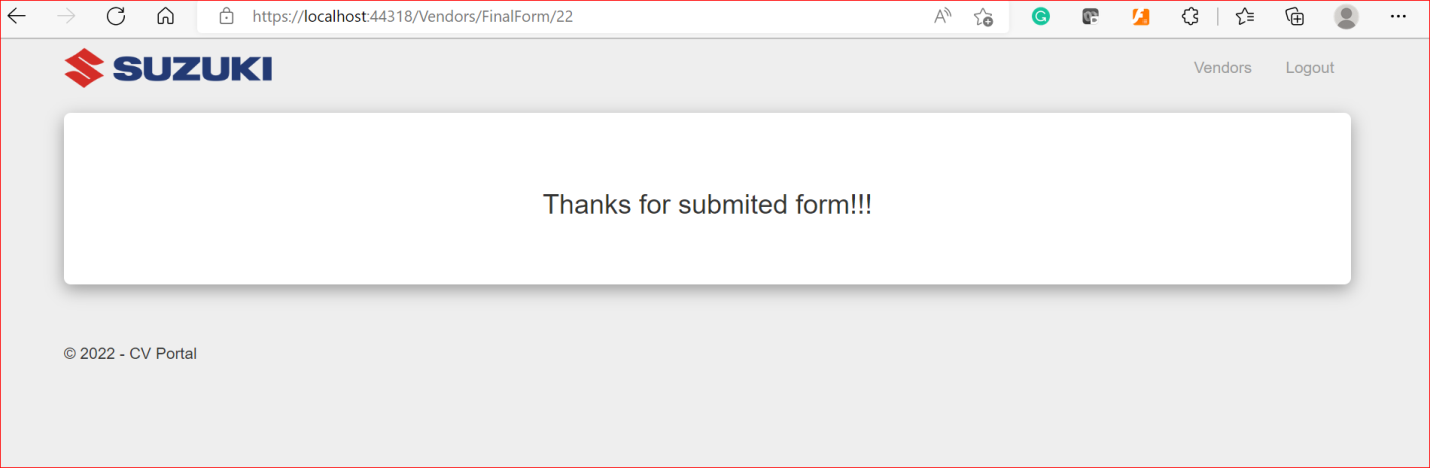 https://localhost:44318/Vendors/FinalForm/22
SUZUKI
Vendors
Logout
Thanks for submited form!!!
© 2022 - CV Portal